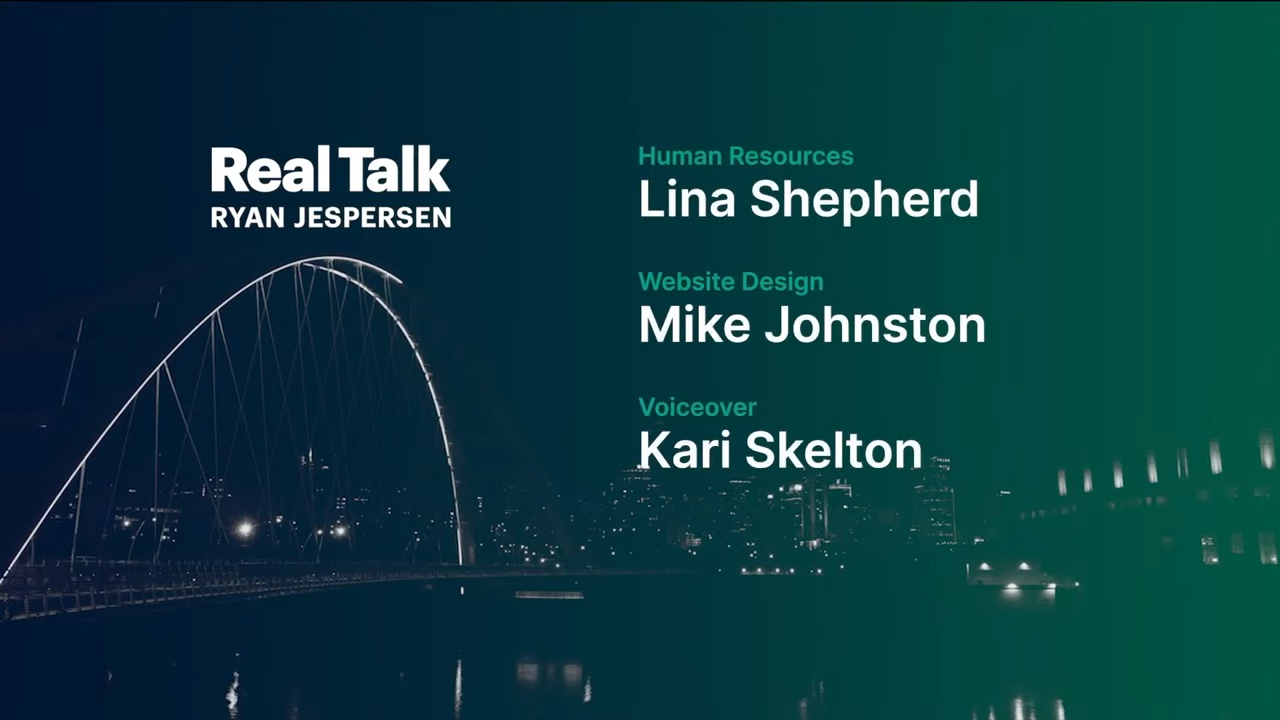 Real Talk
RYAN JESPERSEN
Human Resources
Lina Shepherd
Website Design
Mike Johnston
Voiceover
Kari Skelton